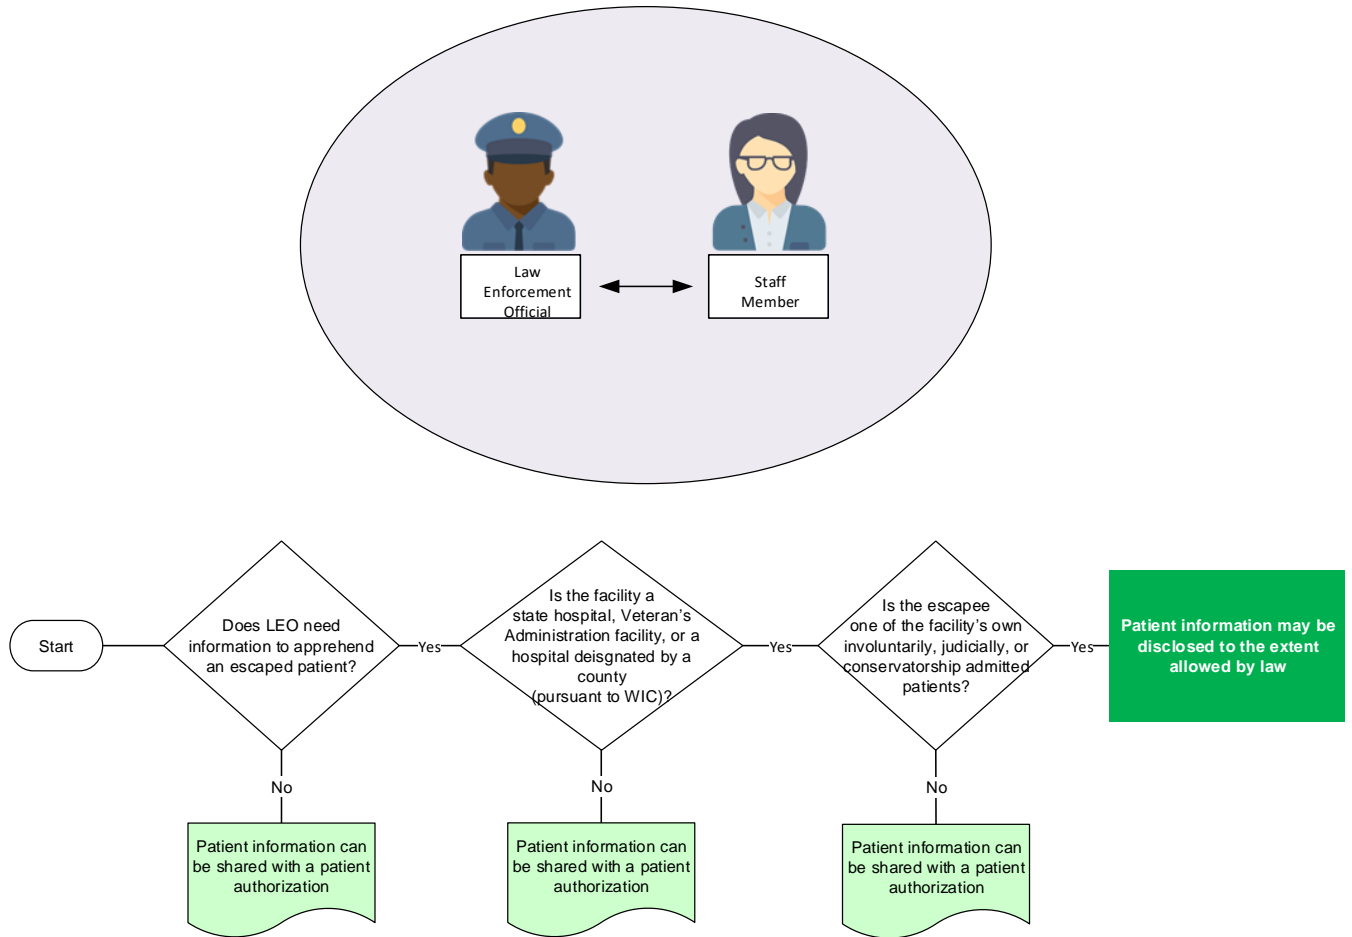 Law
Enforcement
Official
Staff
Member
Start
Does LEO need
information to apprehend
an escaped patient?
Yes
Is the facility a
state hospital, Veteran's
Administration facility, or a
hospital deisgnated by a
county
(pursuant to WIC)?
Yes
Is the escapee
one of the facility's own
involuntarily, judicially, or
conservatorship admitted
patients?
Yes
Patient information may be
disclosed to the extent
allowed by law
No
No
No
Patient information can
be shared with a patient
authorization
Patient information can
be shared with a patient
authorization
Patient information can
be shared with a patient
authorization